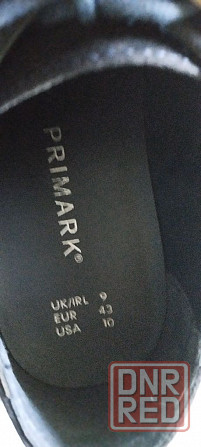 PRIMARK®
UK/IRL 9
EUR 43
USA 10
DNR
RED